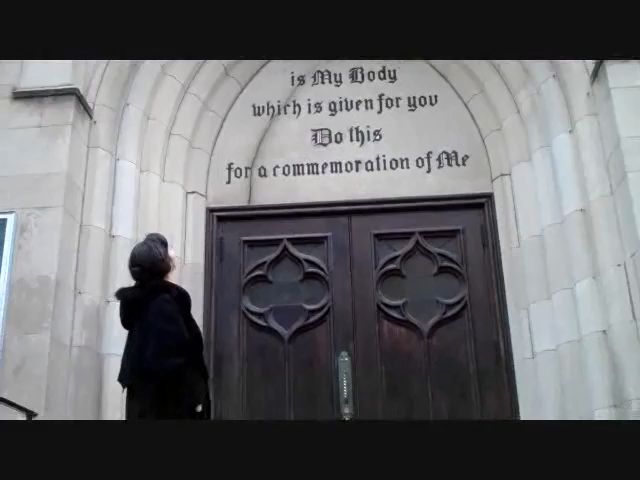 is My Body
which is given for you
Do this
for a commemoration of Me